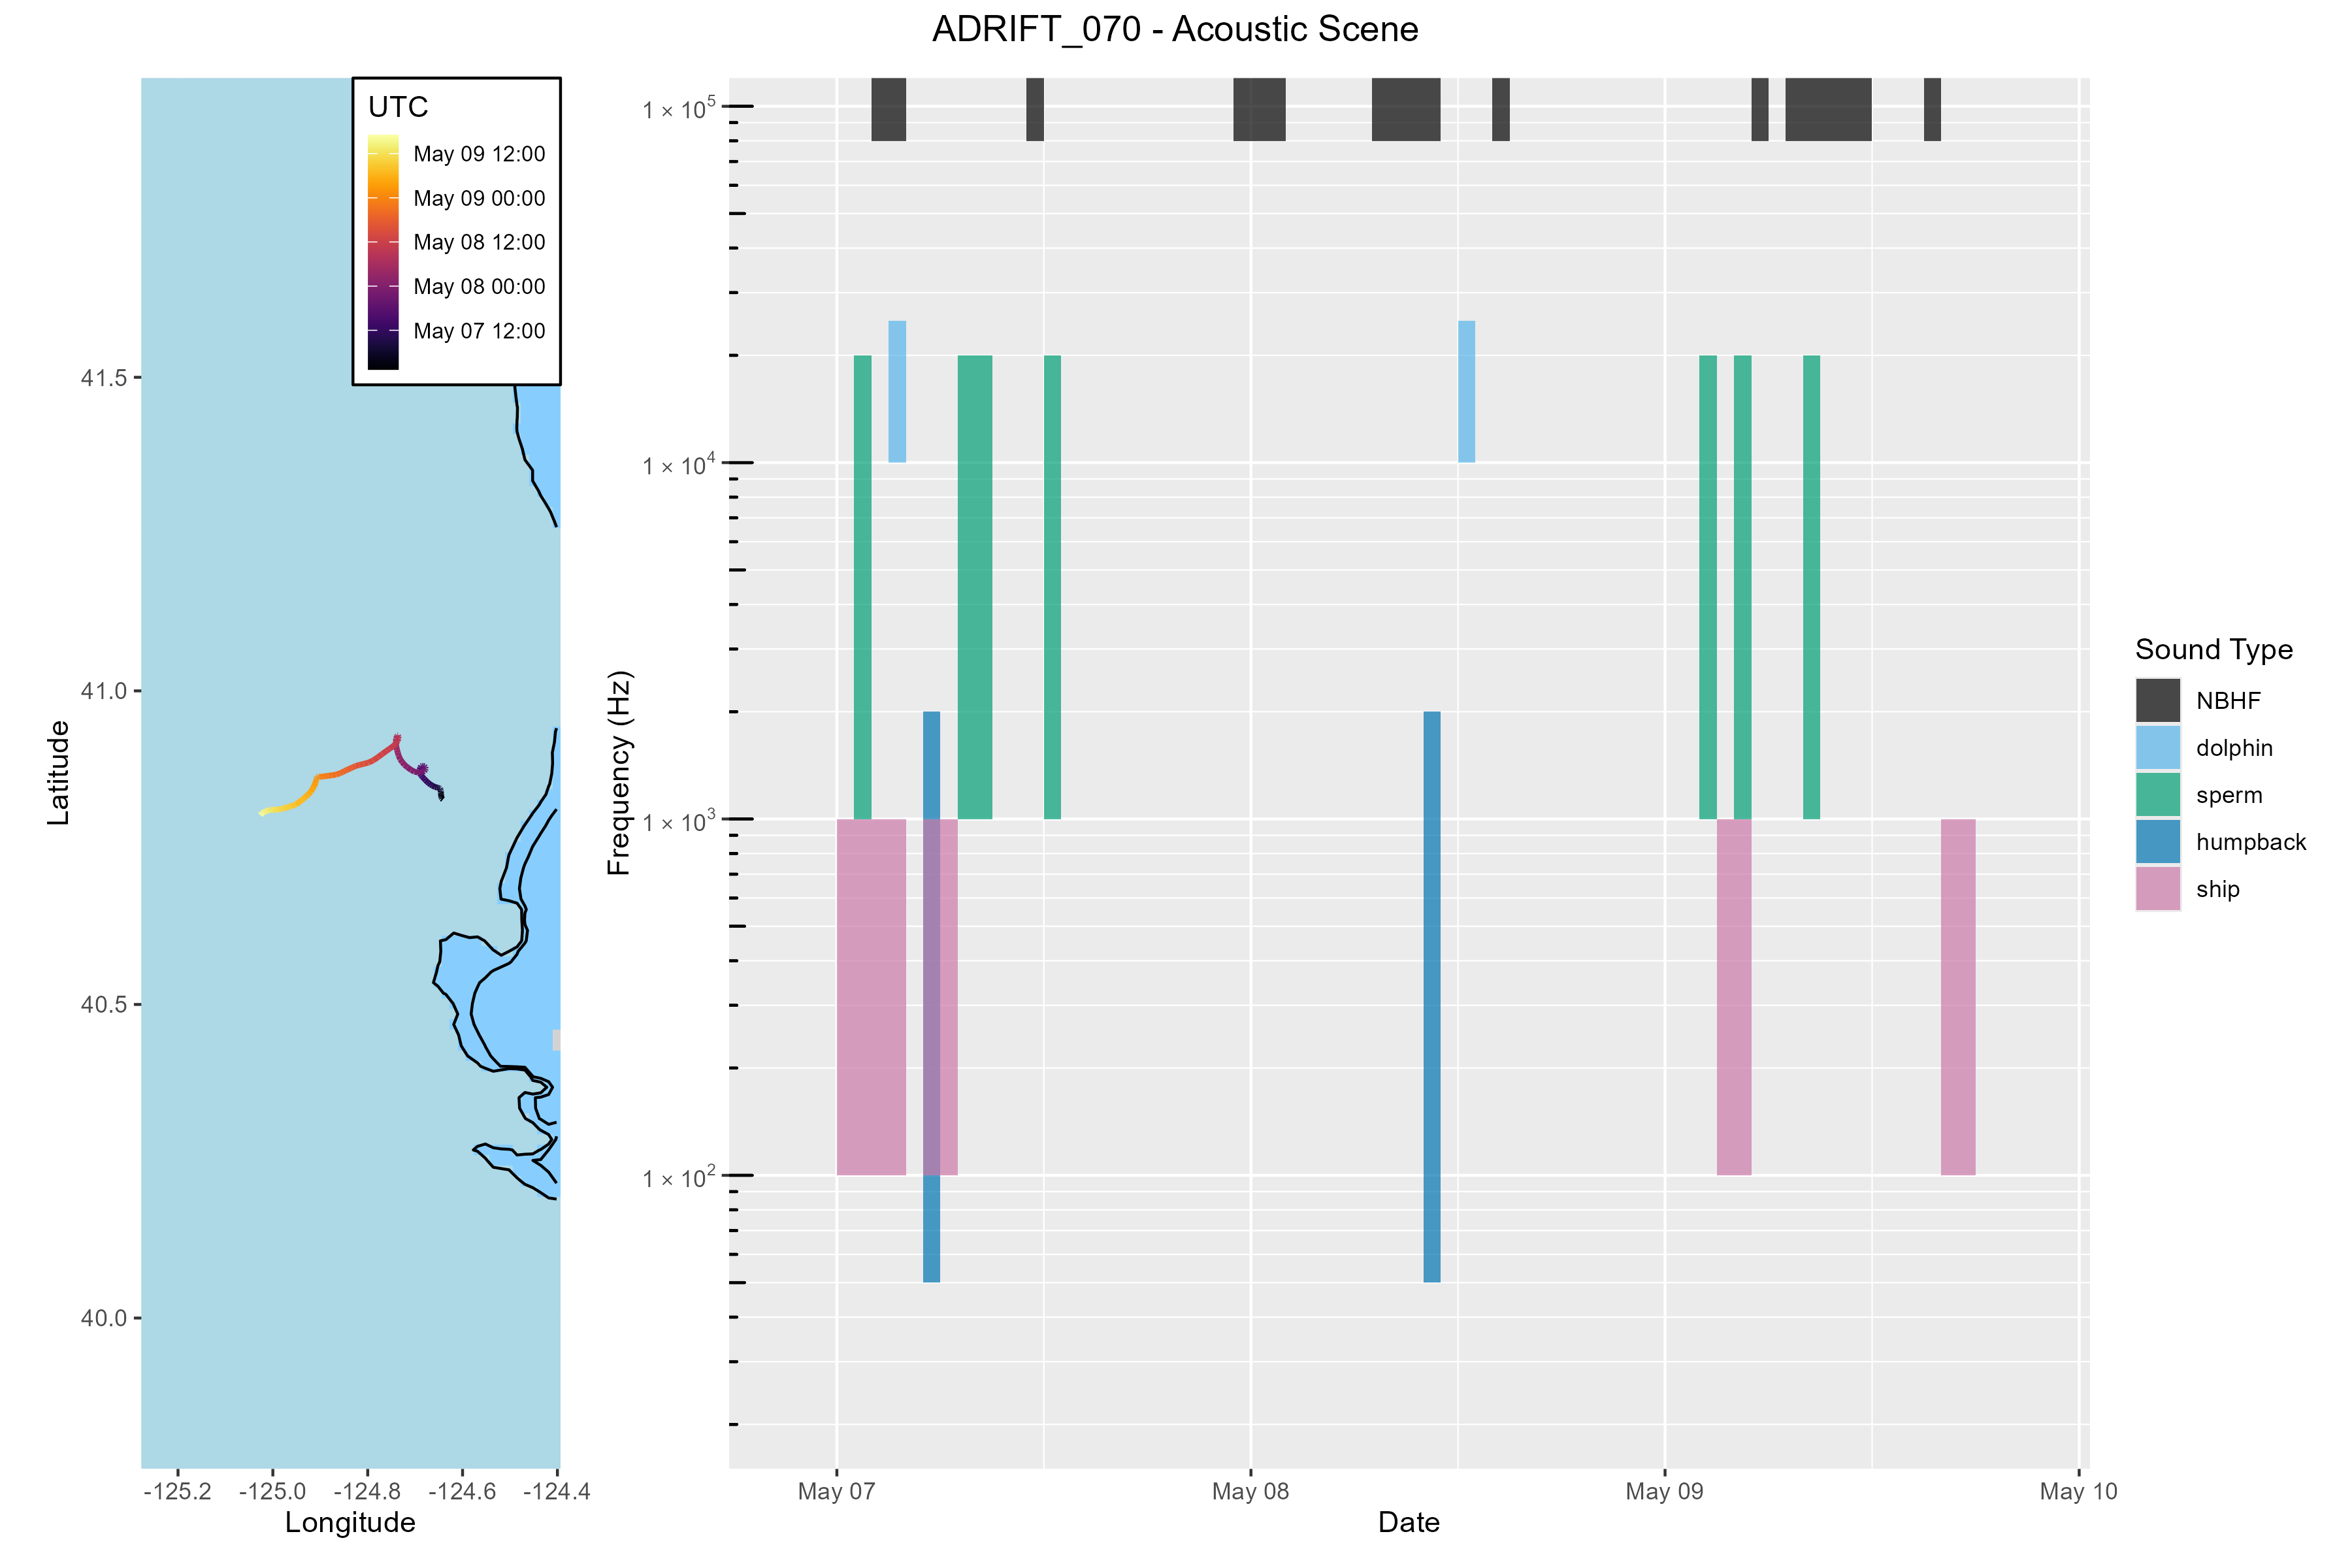 ADRIFT_070 - Acoustic Scene
UTC
May 09 12:00
May 09 00:00
May 08 12:00
May 08 00:00
May 07 12:00
41.5
41.0
40.5
40.0
Latitude
-125.2 -125.0 -124.8 -124.6 -124.4
Longitude
1 × 10⁵
1 × 10⁴
1 × 10³
1 × 10²
Frequency (Hz)
May 07 May 08 May 09 May 10
Date
Sound Type
NBHF
dolphin
sperm
humpback
ship